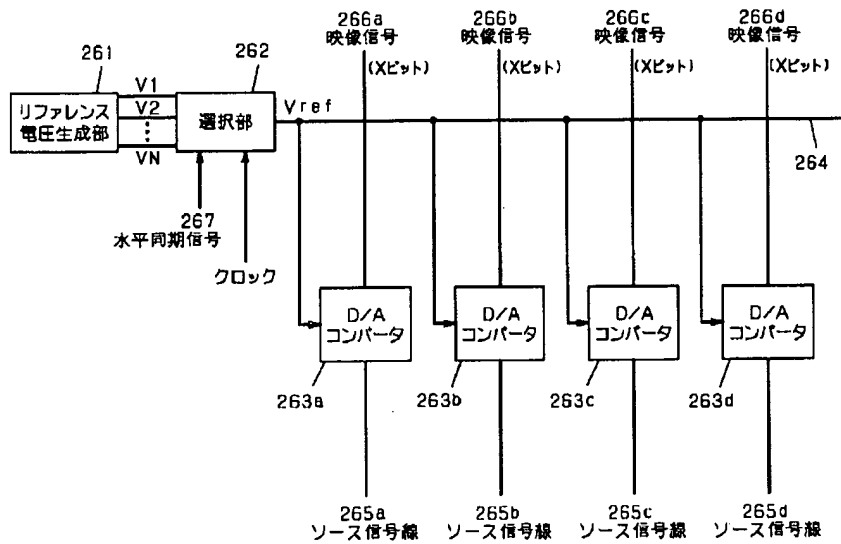 266a
映像信号
(Xビット)
266b
映像信号
(Xビット)
266c
映像信号
(Xビット)
266d
映像信号
(Xビット)
261
リファレンス
電圧生成部
V1
V2
VN
262
選択部
Vref
264
267
水平同期信号
クロック
D/A
コンバータ
263a
D/A
コンバータ
263b
D/A
コンバータ
263c
D/A
コンバータ
263d
265a
ソース信号線
265b
ソース信号線
265c
ソース信号線
265d
ソース信号線